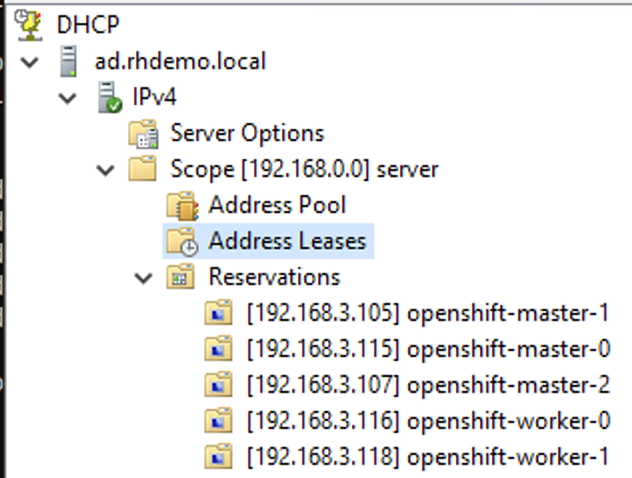 DHCP
ad.rhdemo.local
IPv4
Server Options
Scope [192.168.0.0] server
Address Pool
Address Leases
Reservations
[192.168.3.105] openshift-master-1
[192.168.3.115] openshift-master-0
[192.168.3.107] openshift-master-2
[192.168.3.116] openshift-worker-0
[192.168.3.118] openshift-worker-1